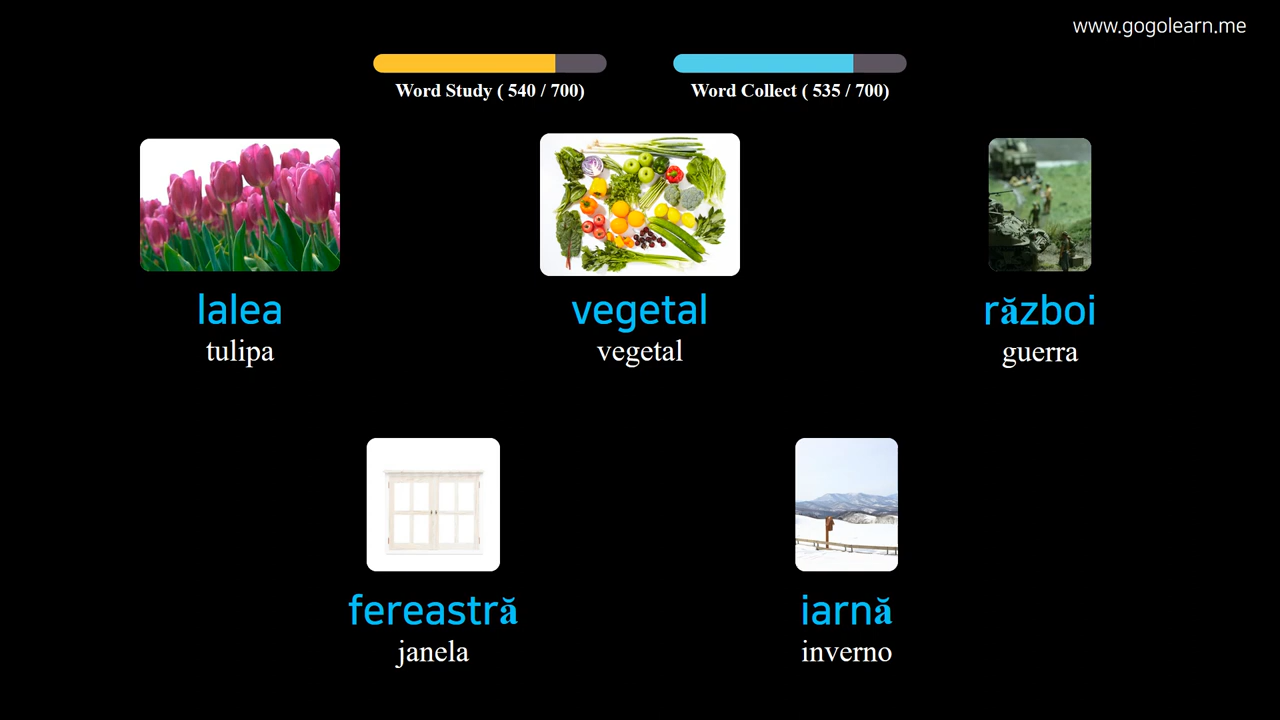 www.gogolearn.me
Word Study ( 540 / 700)
Word Collect ( 535 / 700)
lalea
tulipa
vegetal
vegetal
război
guerra
fereastră
janela
iarnă
inverno